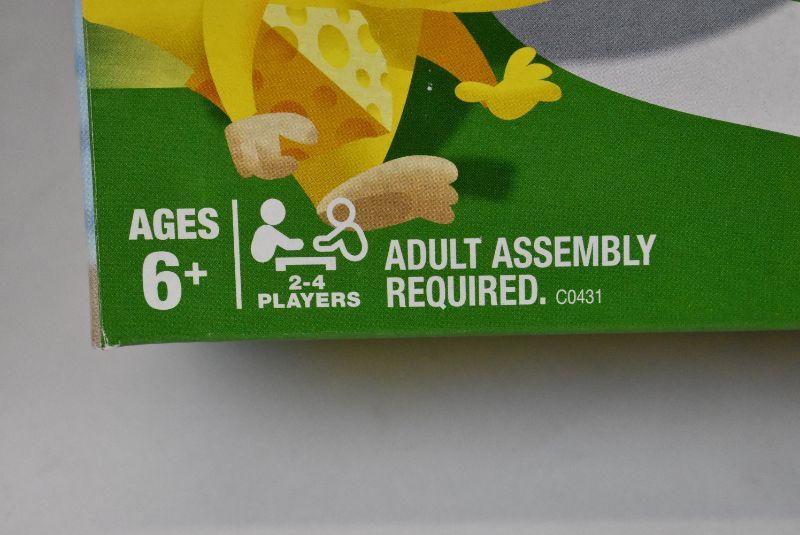 AGES
6+
2-4
PLAYERS
ADULT ASSEMBLY
REQUIRED. C0431